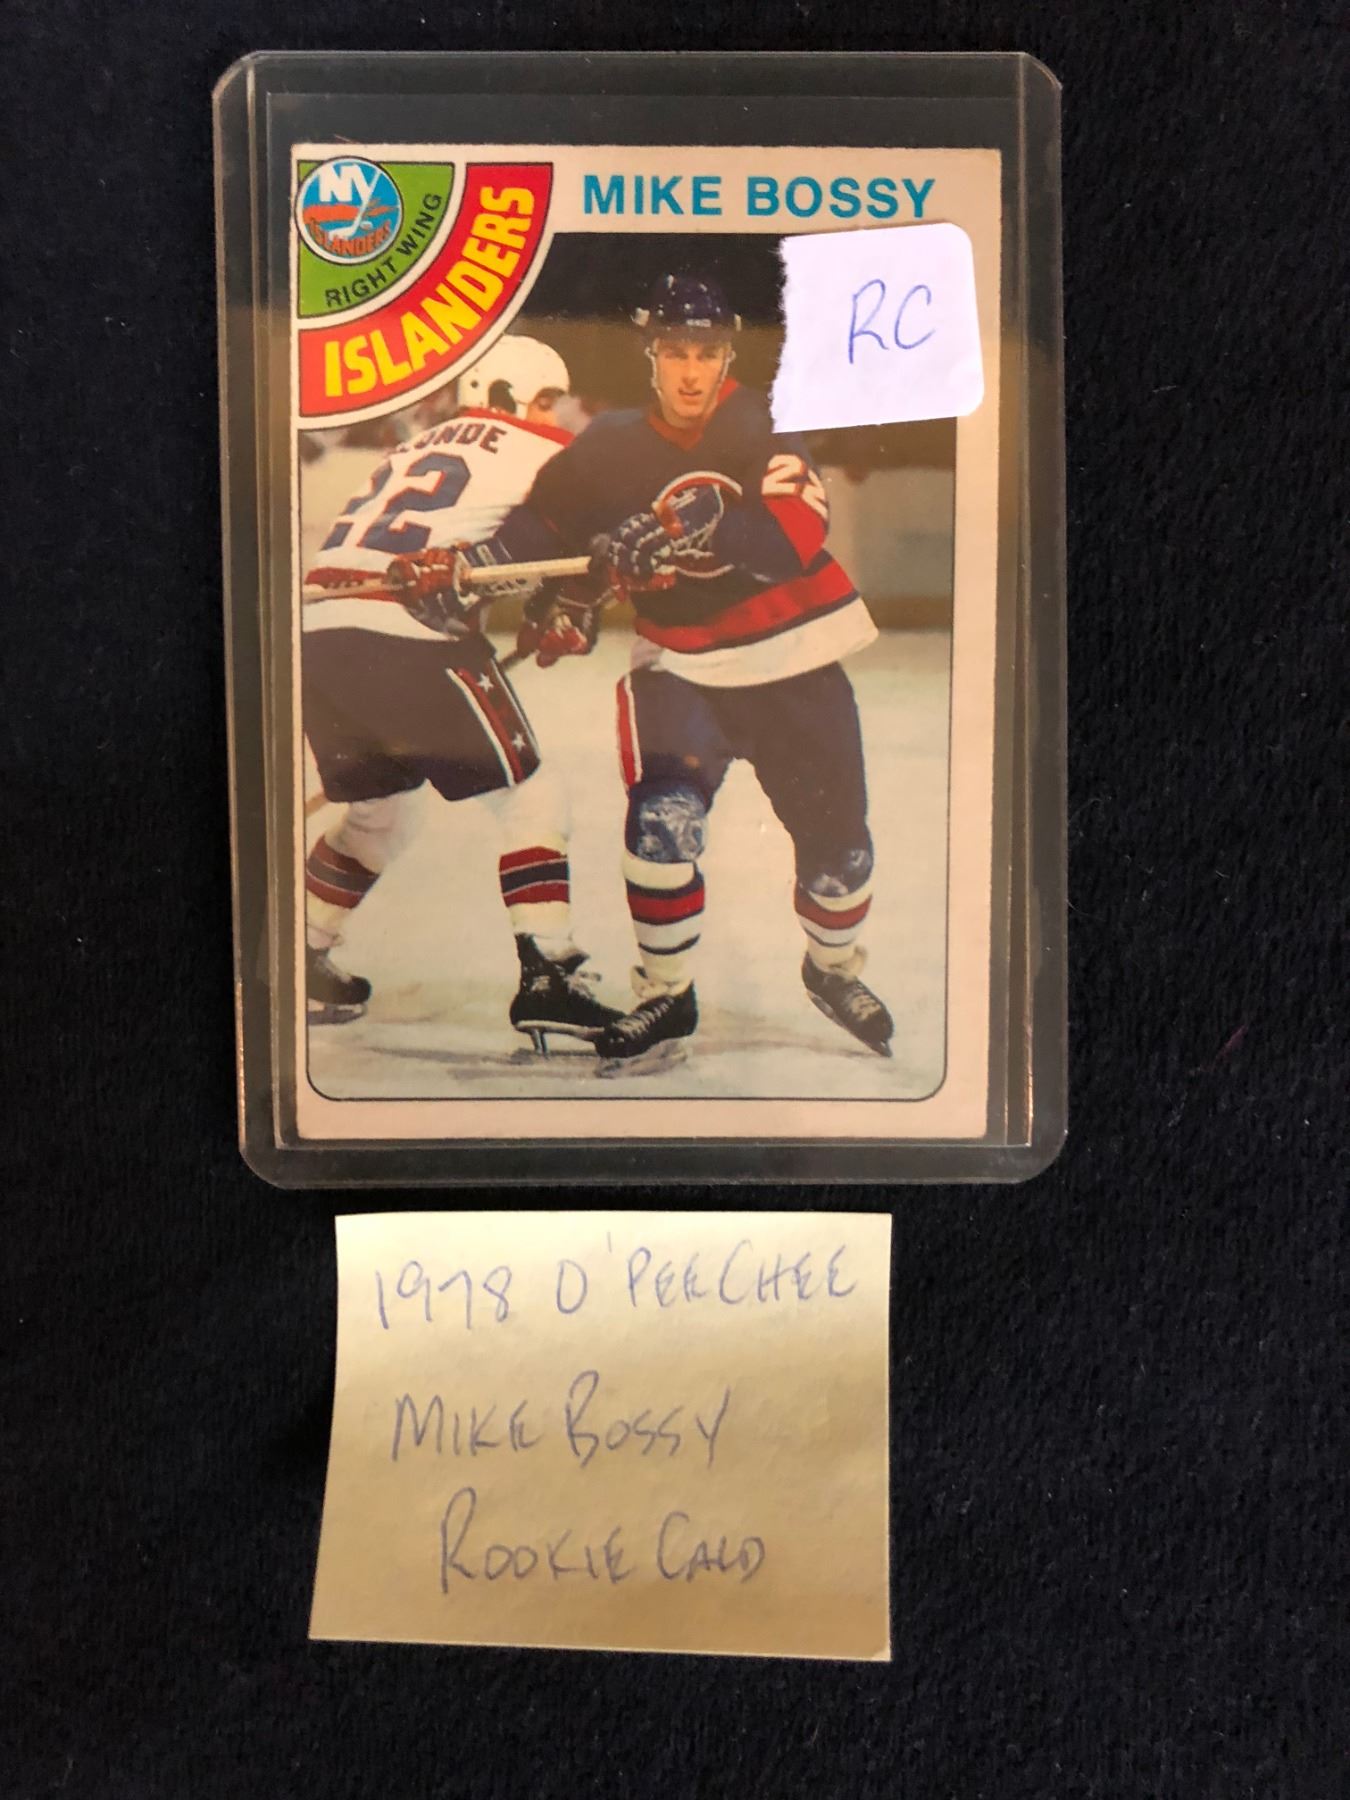 NY
ISLANDERS
RIGHT WING
ISLANDERS
MIKE BOSSY
RC
22
22
1978 O'PEECHEE
MIKE BOSSY
ROOKIE CARD